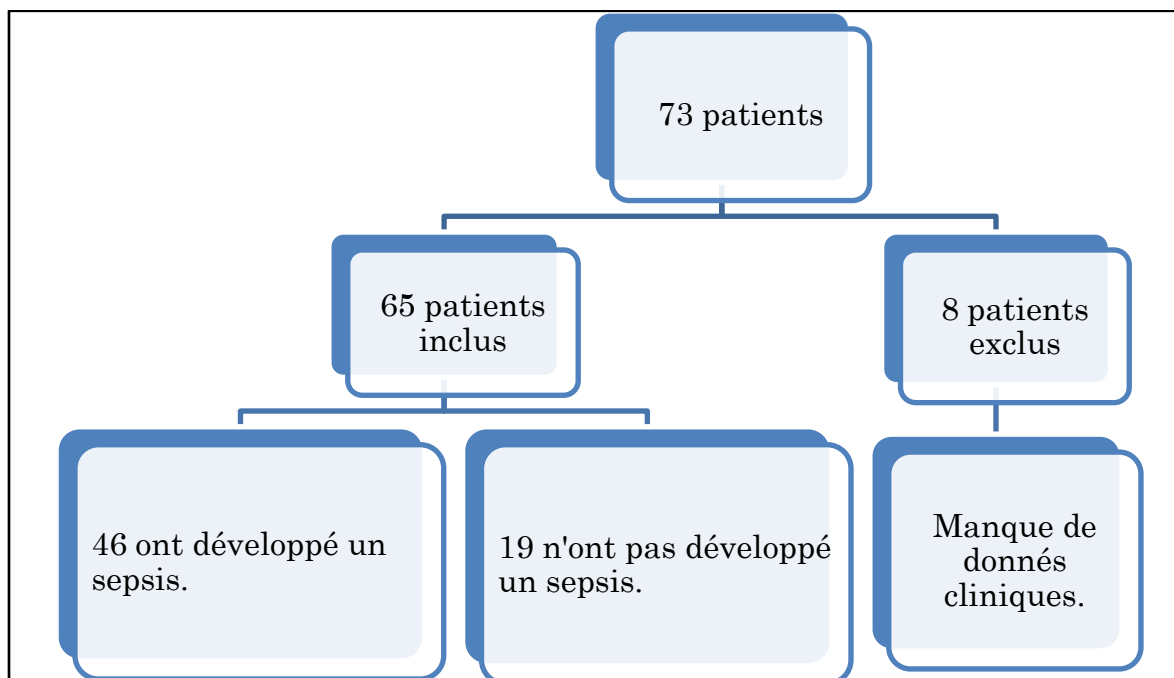 73 patients
65 patients
inclus
8 patients
exclus
46 ont développé un
sepsis.
19 n'ont pas développé
un sepsis.
Manque de
donnés
cliniques.